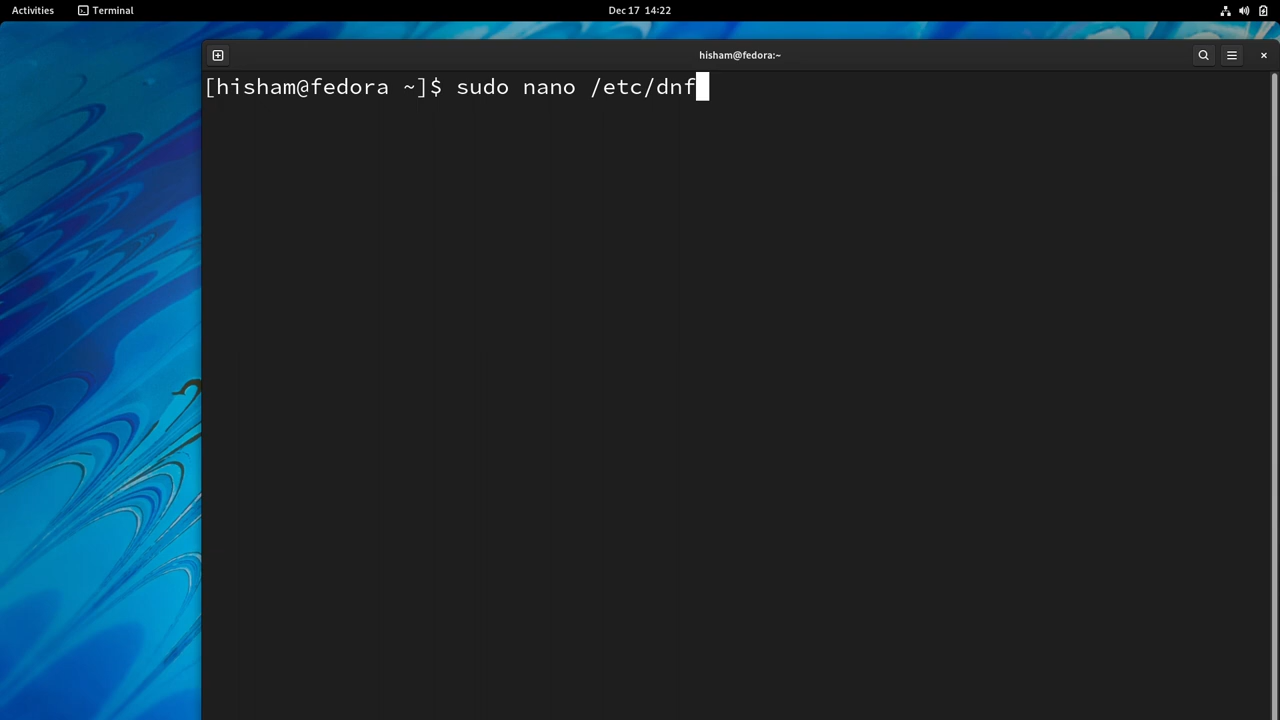 Activities
Terminal
Dec 17 14:22
hisham@fedora:~
[hisham@fedora ~]$ sudo nano /etc/dnf